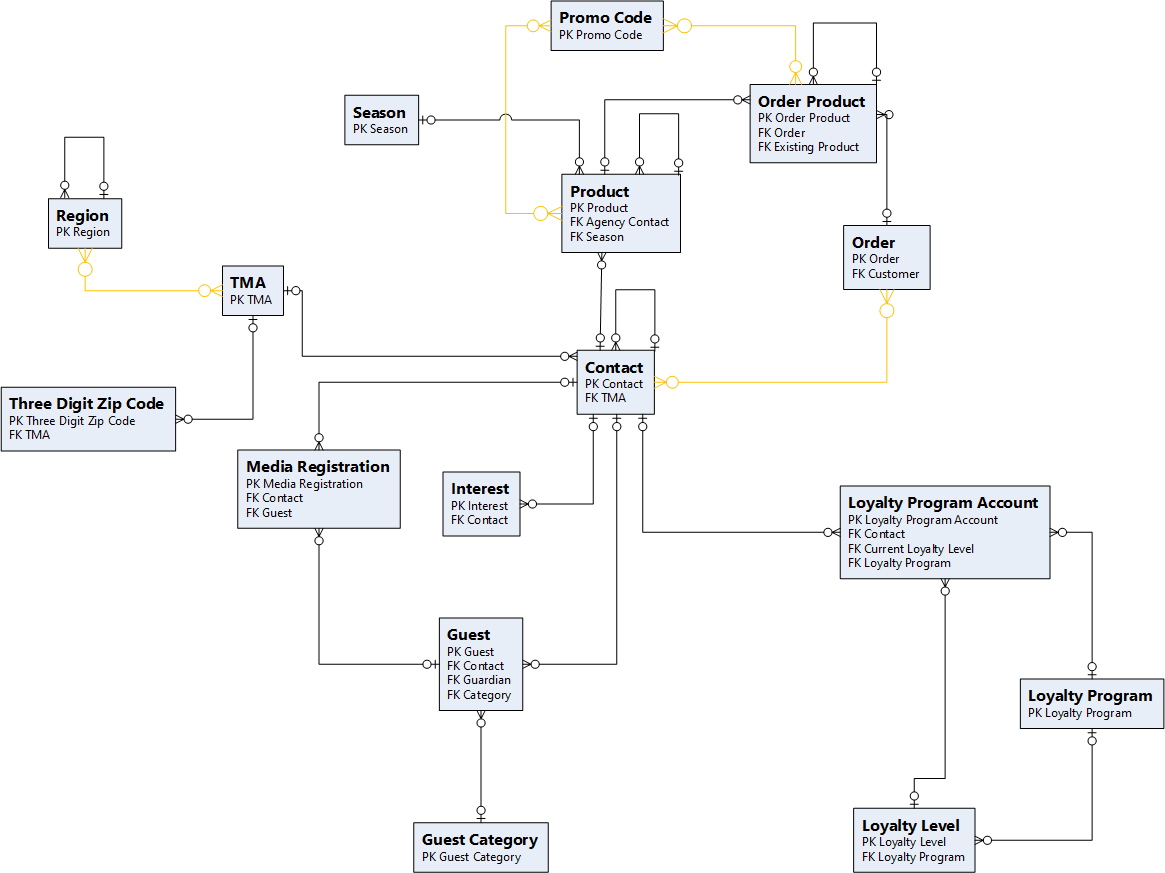 Promo Code
PK Promo Code
Season
PK Season
Order Product
PK Order Product
FK Order
FK Existing Product
Product
PK Product
FK Agency Contact
FK Season
Region
PK Region
Order
PK Order
FK Customer
TMA
PK TMA
Contact
PK Contact
FK TMA
Three Digit Zip Code
PK Three Digit Zip Code
FK TMA
Media Registration
PK Media Registration
FK Contact
FK Guest
Interest
PK Interest
FK Contact
Loyalty Program Account
PK Loyalty Program Account
FK Contact
FK Current Loyalty Level
FK Loyalty Program
Guest
PK Guest
FK Contact
FK Guardian
FK Category
Loyalty Program
PK Loyalty Program
Guest Category
PK Guest Category
Loyalty Level
PK Loyalty Level
FK Loyalty Program